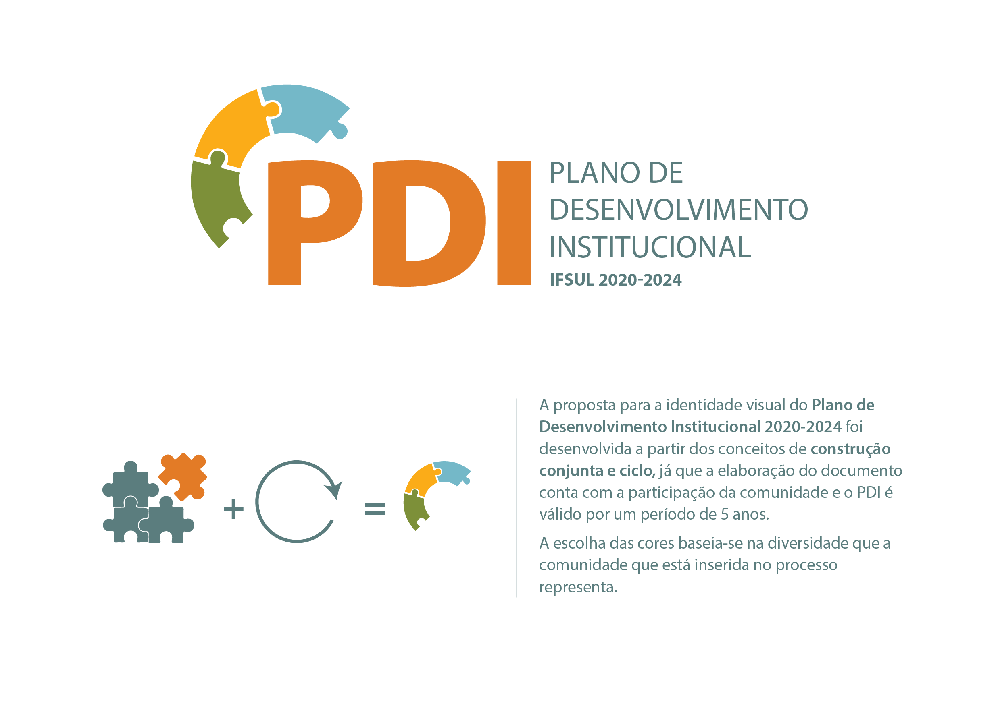 PDI
PLANO DE
DESENVOLVIMENTO
INSTITUCIONAL
IFSUL 2020-2024
+
=
A proposta para a identidade visual do Plano de
Desenvolvimento Institucional 2020-2024 foi
desenvolvida a partir dos conceitos de construção
conjunta e ciclo, já que a elaboração do documento
conta com a participação da comunidade e o PDI é
válido por um período de 5 anos.
A escolha das cores baseia-se na diversidade que a
comunidade que está inserida no processo
representa.